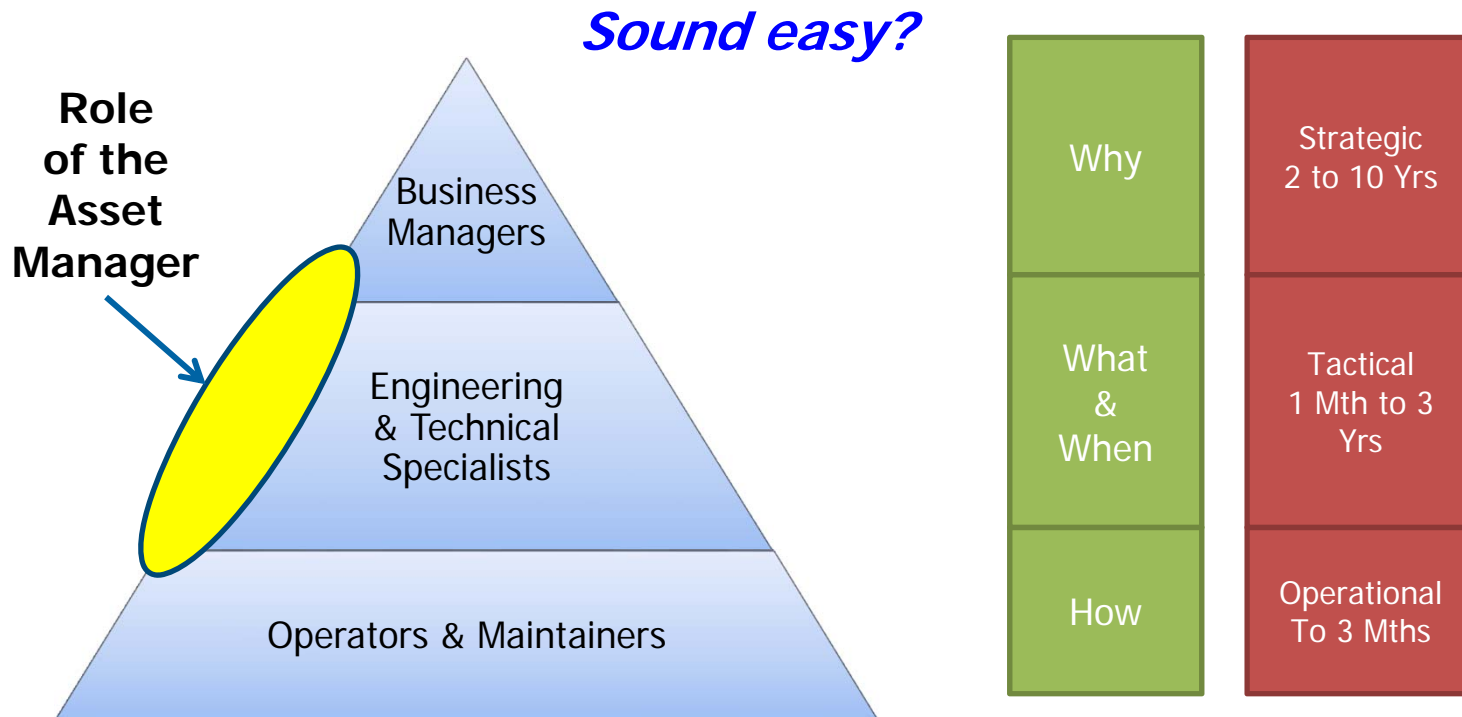 Sound easy?
Role
of the
Asset
Manager
Business
Managers
Engineering
& Technical
Specialists
Operators & Maintainers
Why
What
&
When
How
Strategic
2 to 10 Yrs
Tactical
1 Mth to 3
Yrs
Operational
To 3 Mths